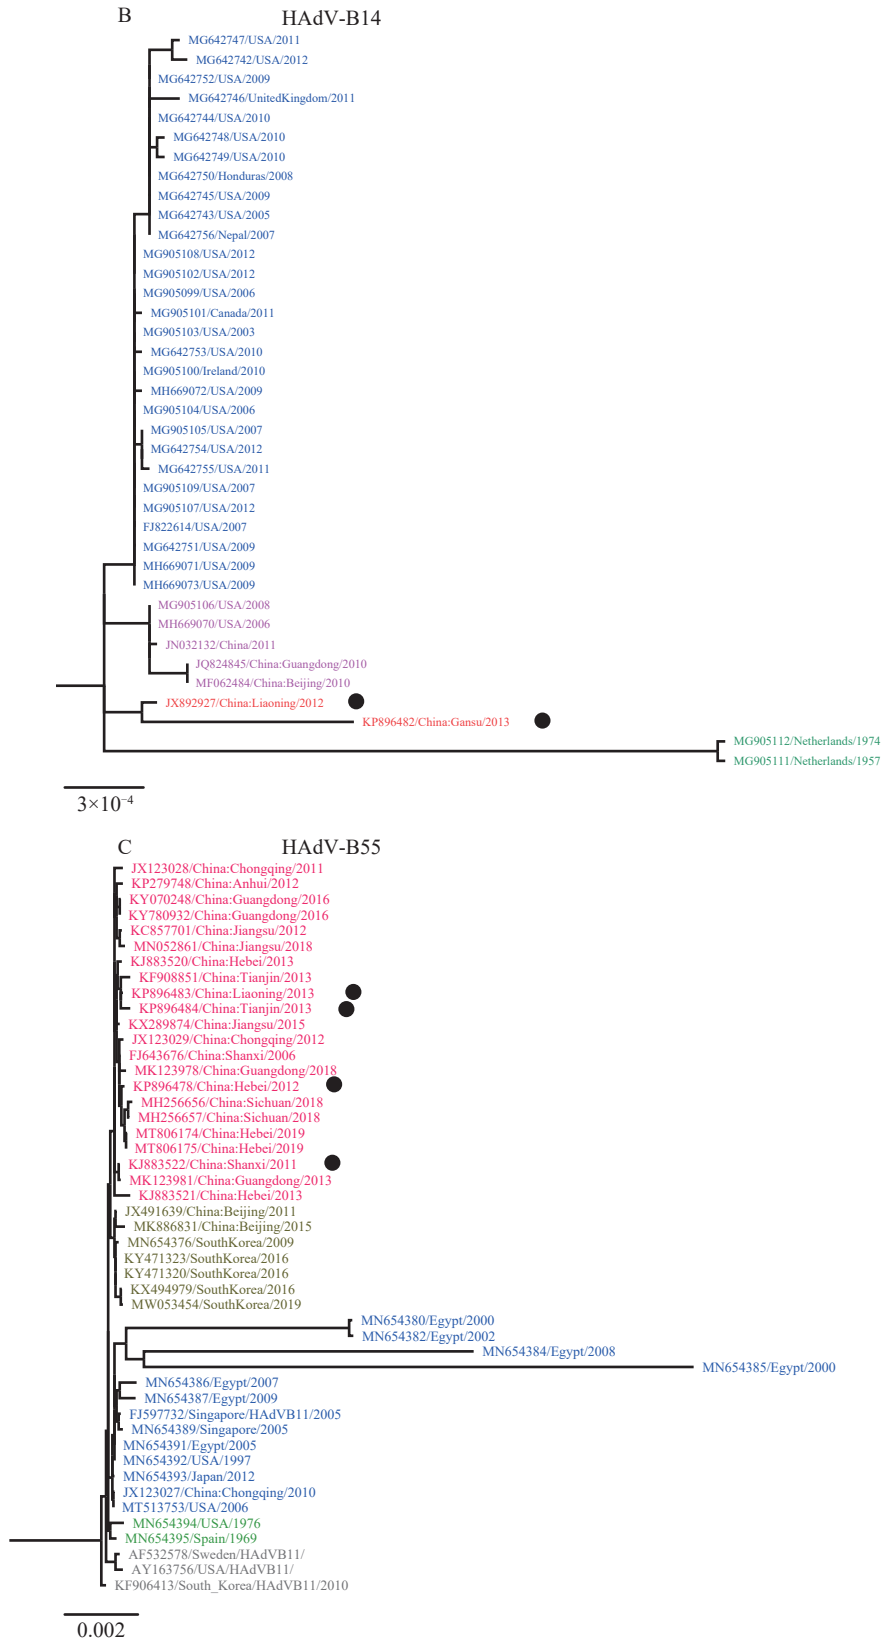 B
HAdV-B14
MG642747/USA/2011
MG642742/USA/2012
MG642752/USA/2009
MG642746/UnitedKingdom/2011
MG642744/USA/2010
MG642748/USA/2010
MG642749/USA/2010
MG642750/Honduras/2008
MG642745/USA/2009
MG642743/USA/2005
MG642756/Nepal/2007
MG905108/USA/2012
MG905102/USA/2012
MG905099/USA/2006
MG905101/Canada/2011
MG905103/USA/2003
MG642753/USA/2010
MG905100/Ireland/2010
MH669072/USA/2009
MG905104/USA/2006
MG905105/USA/2007
MG642754/USA/2012
MG642755/USA/2011
MG905109/USA/2007
MG905107/USA/2012
FJ822614/USA/2007
MG642751/USA/2009
MH669071/USA/2009
MH669073/USA/2009
MG905106/USA/2008
MH669070/USA/2006
JN032132/China/2011
JQ824845/China:Guangdong/2010
MF062484/China:Beijing/2010
JX892927/China:Liaoning/2012
KP896482/China:Gansu/2013
MG905112/Netherlands/1974
MG905111/Netherlands/1957
3×10⁻⁴
C
HAdV-B55
JX123028/China:Chongqing/2011
KP279748/China:Anhui/2012
KY070248/China:Guangdong/2016
KY780932/China:Guangdong/2016
KC857701/China:Jiangsu/2012
MN052861/China:Jiangsu/2018
KJ883520/China:Hebei/2013
KF908851/China:Tianjin/2013
KP896483/China:Liaoning/2013
KP896484/China:Tianjin/2013
KX289874/China:Jiangsu/2015
JX123029/China:Chongqing/2012
FJ643676/China:Shanxi/2006
MK123978/China:Guangdong/2018
KP896478/China:Hebei/2012
MH256656/China:Sichuan/2018
MH256657/China:Sichuan/2018
MT806174/China:Hebei/2019
MT806175/China:Hebei/2019
KJ883522/China:Shanxi/2011
MK123981/China:Guangdong/2013
KJ883521/China:Hebei/2013
JX491639/China:Beijing/2011
MK886831/China:Beijing/2015
MN654376/SouthKorea/2009
KY471323/SouthKorea/2016
KY471320/SouthKorea/2016
KX494979/SouthKorea/2016
MW053454/SouthKorea/2019
MN654380/Egypt/2000
MN654382/Egypt/2002
MN654384/Egypt/2008
MN654385/Egypt/2000
MN654386/Egypt/2007
MN654387/Egypt/2009
FJ597732/Singapore/HAdVB11/2005
MN654389/Singapore/2005
MN654391/Egypt/2005
MN654392/USA/1997
MN654393/Japan/2012
JX123027/China:Chongqing/2010
MT513753/USA/2006
MN654394/USA/1976
MN654395/Spain/1969
AF532578/Sweden/HAdVB11/
AY163756/USA/HAdVB11/
KF906413/South_Korea/HAdVB11/2010
0.002